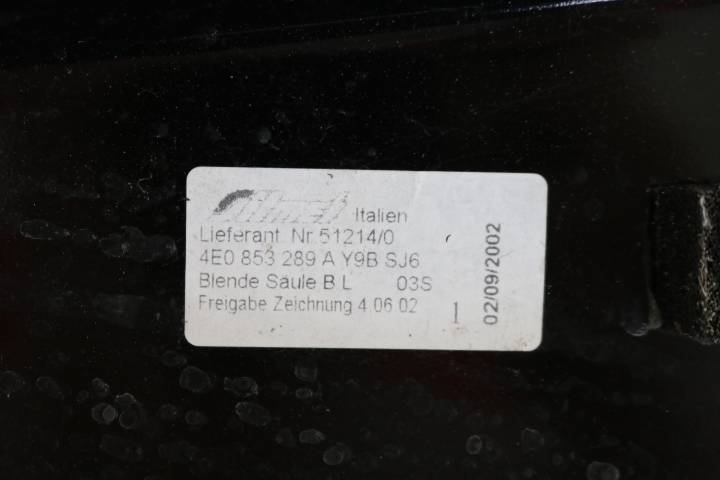 Italien
Lieferant Nr 51214/0
4E0 853 289 A Y9B SJ6
Blende Säule B L 03S
Freigabe Zeichnung 4 06 02
1
02/09/2002